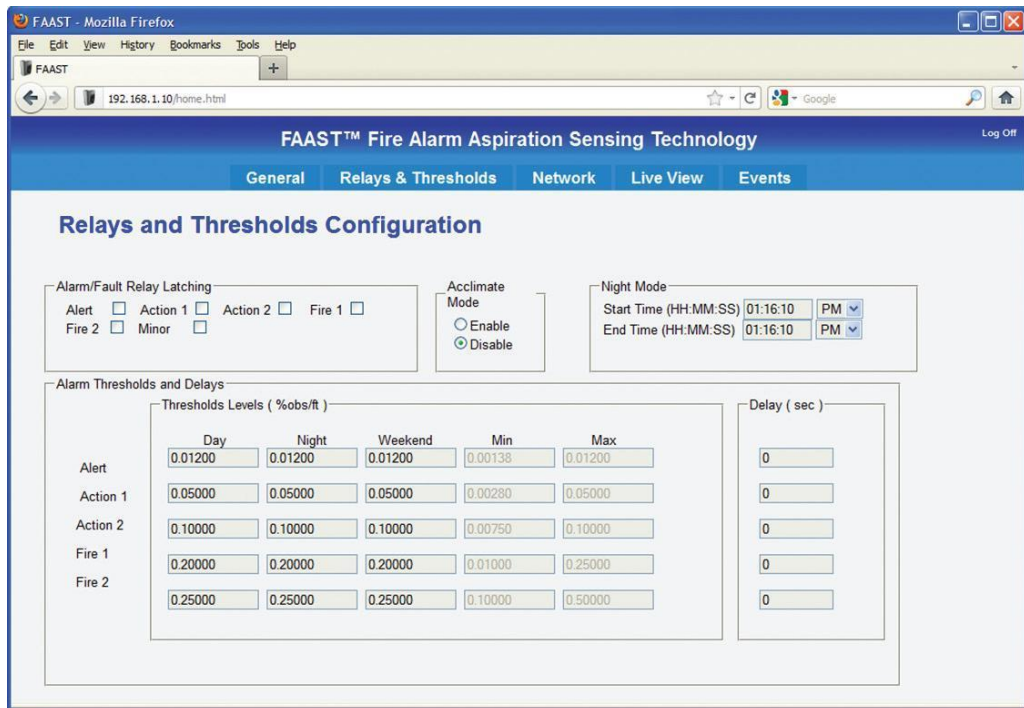 FAAST - Mozilla Firefox
File Edit View History Bookmarks Tools Help
FAAST
192.168.1.10/home.html
Google
FAAST™ Fire Alarm Aspiration Sensing Technology
Log Off
General Relays & Thresholds Network Live View Events
Relays and Thresholds Configuration
Alarm/Fault Relay Latching
Alert Action 1 Action 2 Fire 1
Fire 2 Minor
Acclimate
Mode
Enable
Disable
Night Mode
Start Time (HH:MM:SS) 01:16:10 PM
End Time (HH:MM:SS) 01:16:10 PM
Alarm Thresholds and Delays
Thresholds Levels ( %obs/ft )
Delay ( sec )
Day Night Weekend Min Max
Alert 0.01200 0.01200 0.01200 0.00138 0.01200 0
Action 1 0.05000 0.05000 0.05000 0.00280 0.05000 0
Action 2 0.10000 0.10000 0.10000 0.00750 0.10000 0
Fire 1 0.20000 0.20000 0.20000 0.01000 0.25000 0
Fire 2 0.25000 0.25000 0.25000 0.10000 0.50000 0